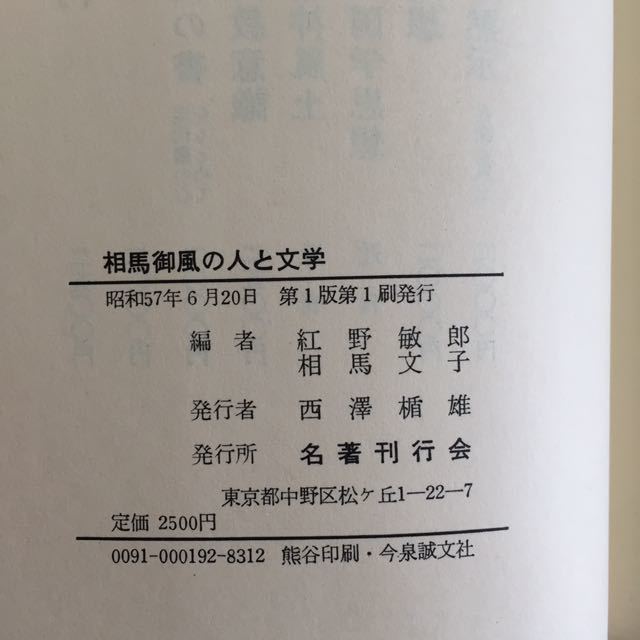 相馬御風の人と文学
昭和57年6月20日 第1版第1刷発行
編者 紅野敏郎
相馬文子
発行者 西澤楯雄
発行所 名著刊行会
東京都中野区松ケ丘1―22―7
定価 2500円
0091-000192-8312 熊谷印刷・今泉誠文社